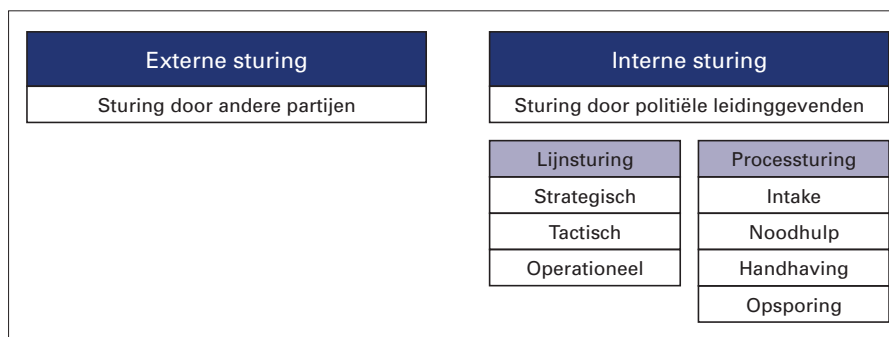 Externe sturing
Sturing door andere partijen
Interne sturing
Sturing door politiële leidinggevenden
Lijnsturing
Strategisch
Tactisch
Operationeel
Processturing
Intake
Noodhulp
Handhaving
Opsporing